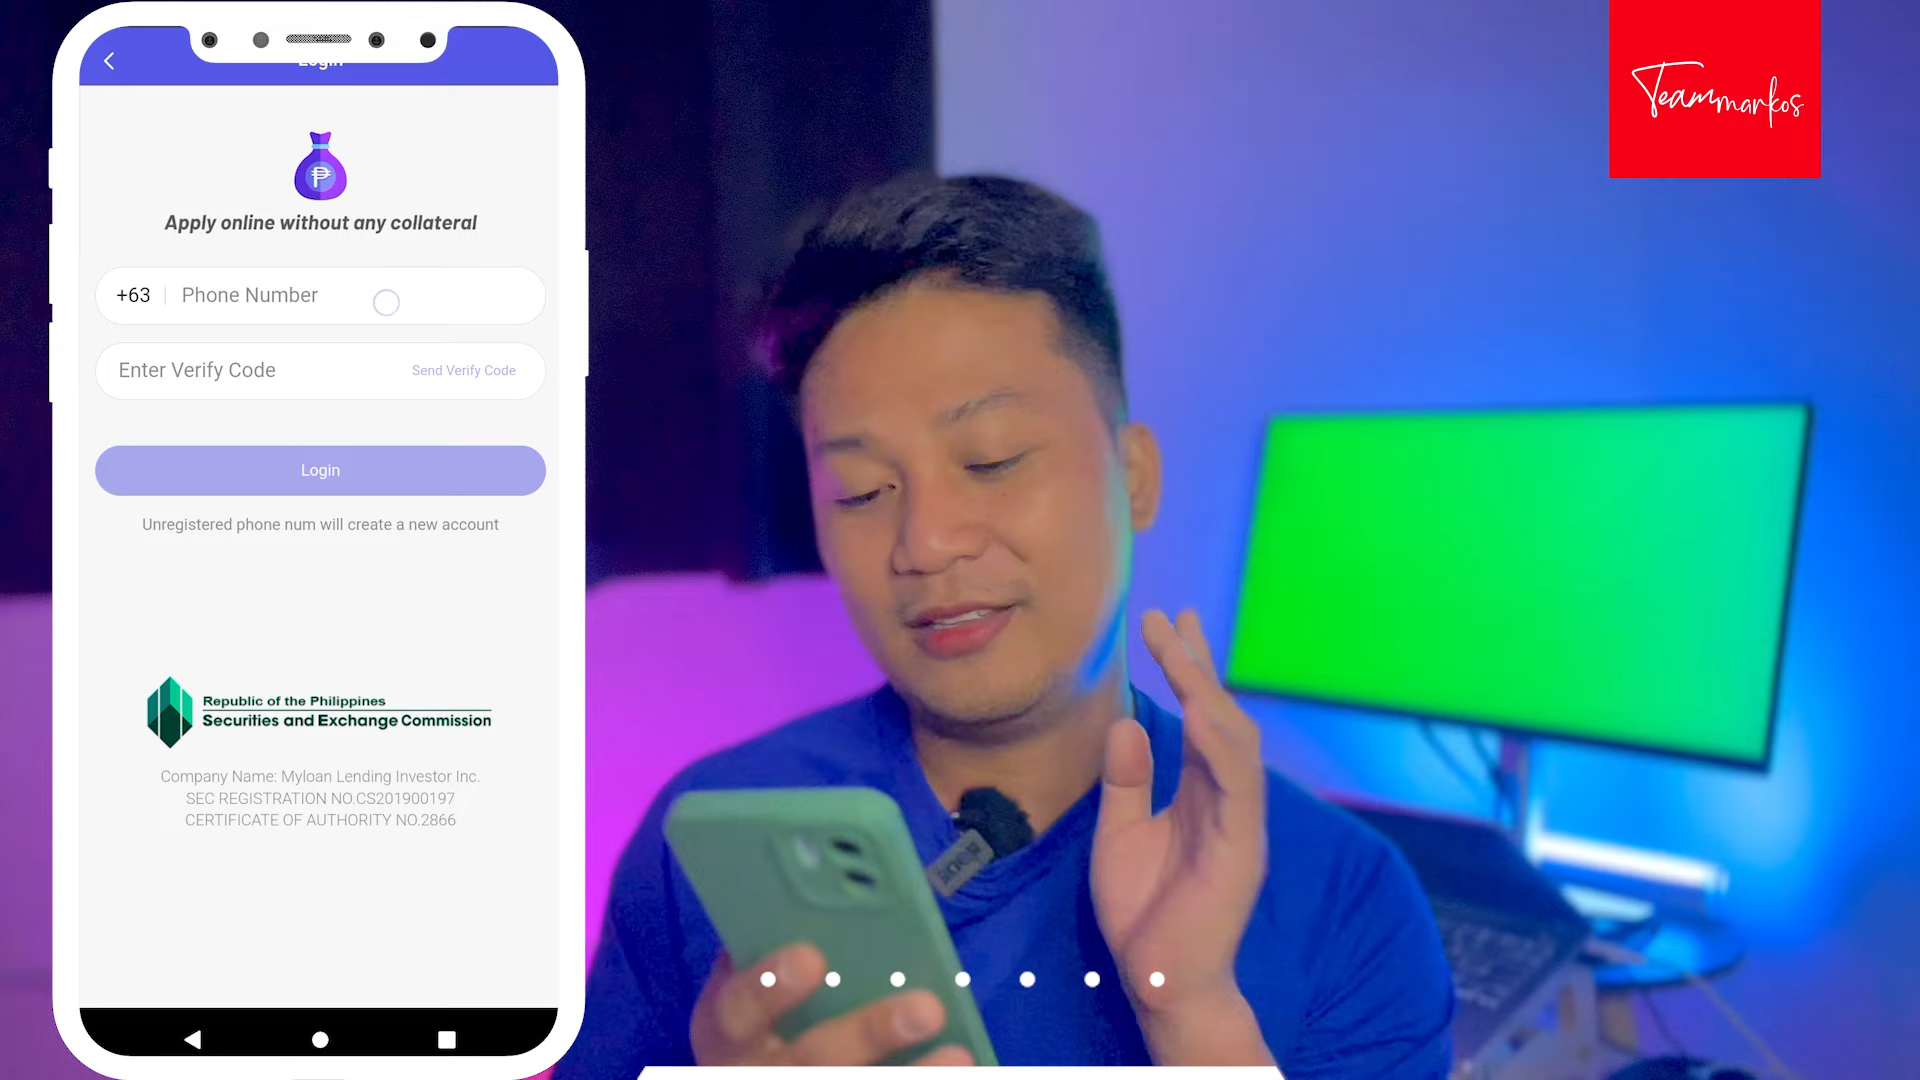 Apply online without any collateral
+63 Phone Number
Enter Verify Code Send Verify Code
Login
Unregistered phone num will create a new account
Republic of the Philippines
Securities and Exchange Commission
Company Name: Myloan Lending Investor Inc.
SEC REGISTRATION NO.CS201900197
CERTIFICATE OF AUTHORITY NO.2866
Teammarkos